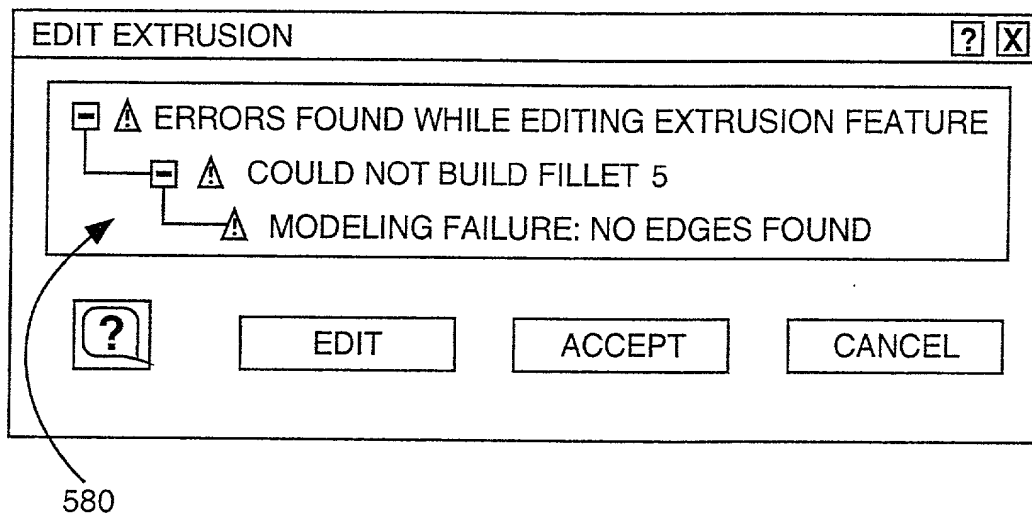 EDIT EXTRUSION ? X
ERRORS FOUND WHILE EDITING EXTRUSION FEATURE
COULD NOT BUILD FILLET 5
MODELING FAILURE: NO EDGES FOUND
? EDIT ACCEPT CANCEL
580